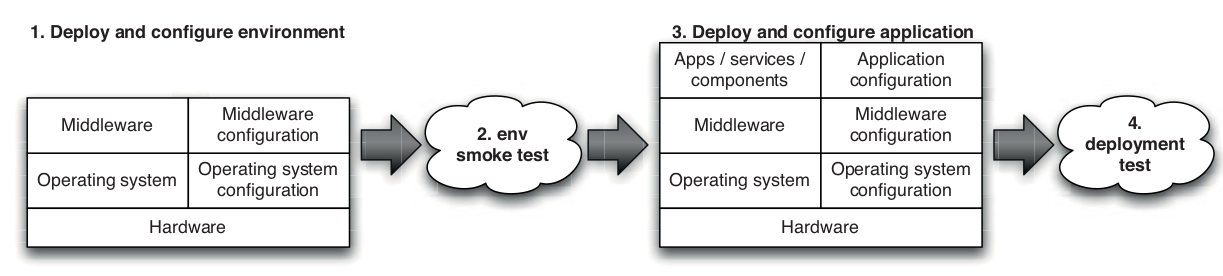 1. Deploy and configure environment
Middleware
Middleware
configuration
Operating system
Operating system
configuration
Hardware
2. env
smoke test
3. Deploy and configure application
Apps / services /
components
Application
configuration
Middleware
Middleware
configuration
Operating system
Operating system
configuration
Hardware
4.
deployment
test